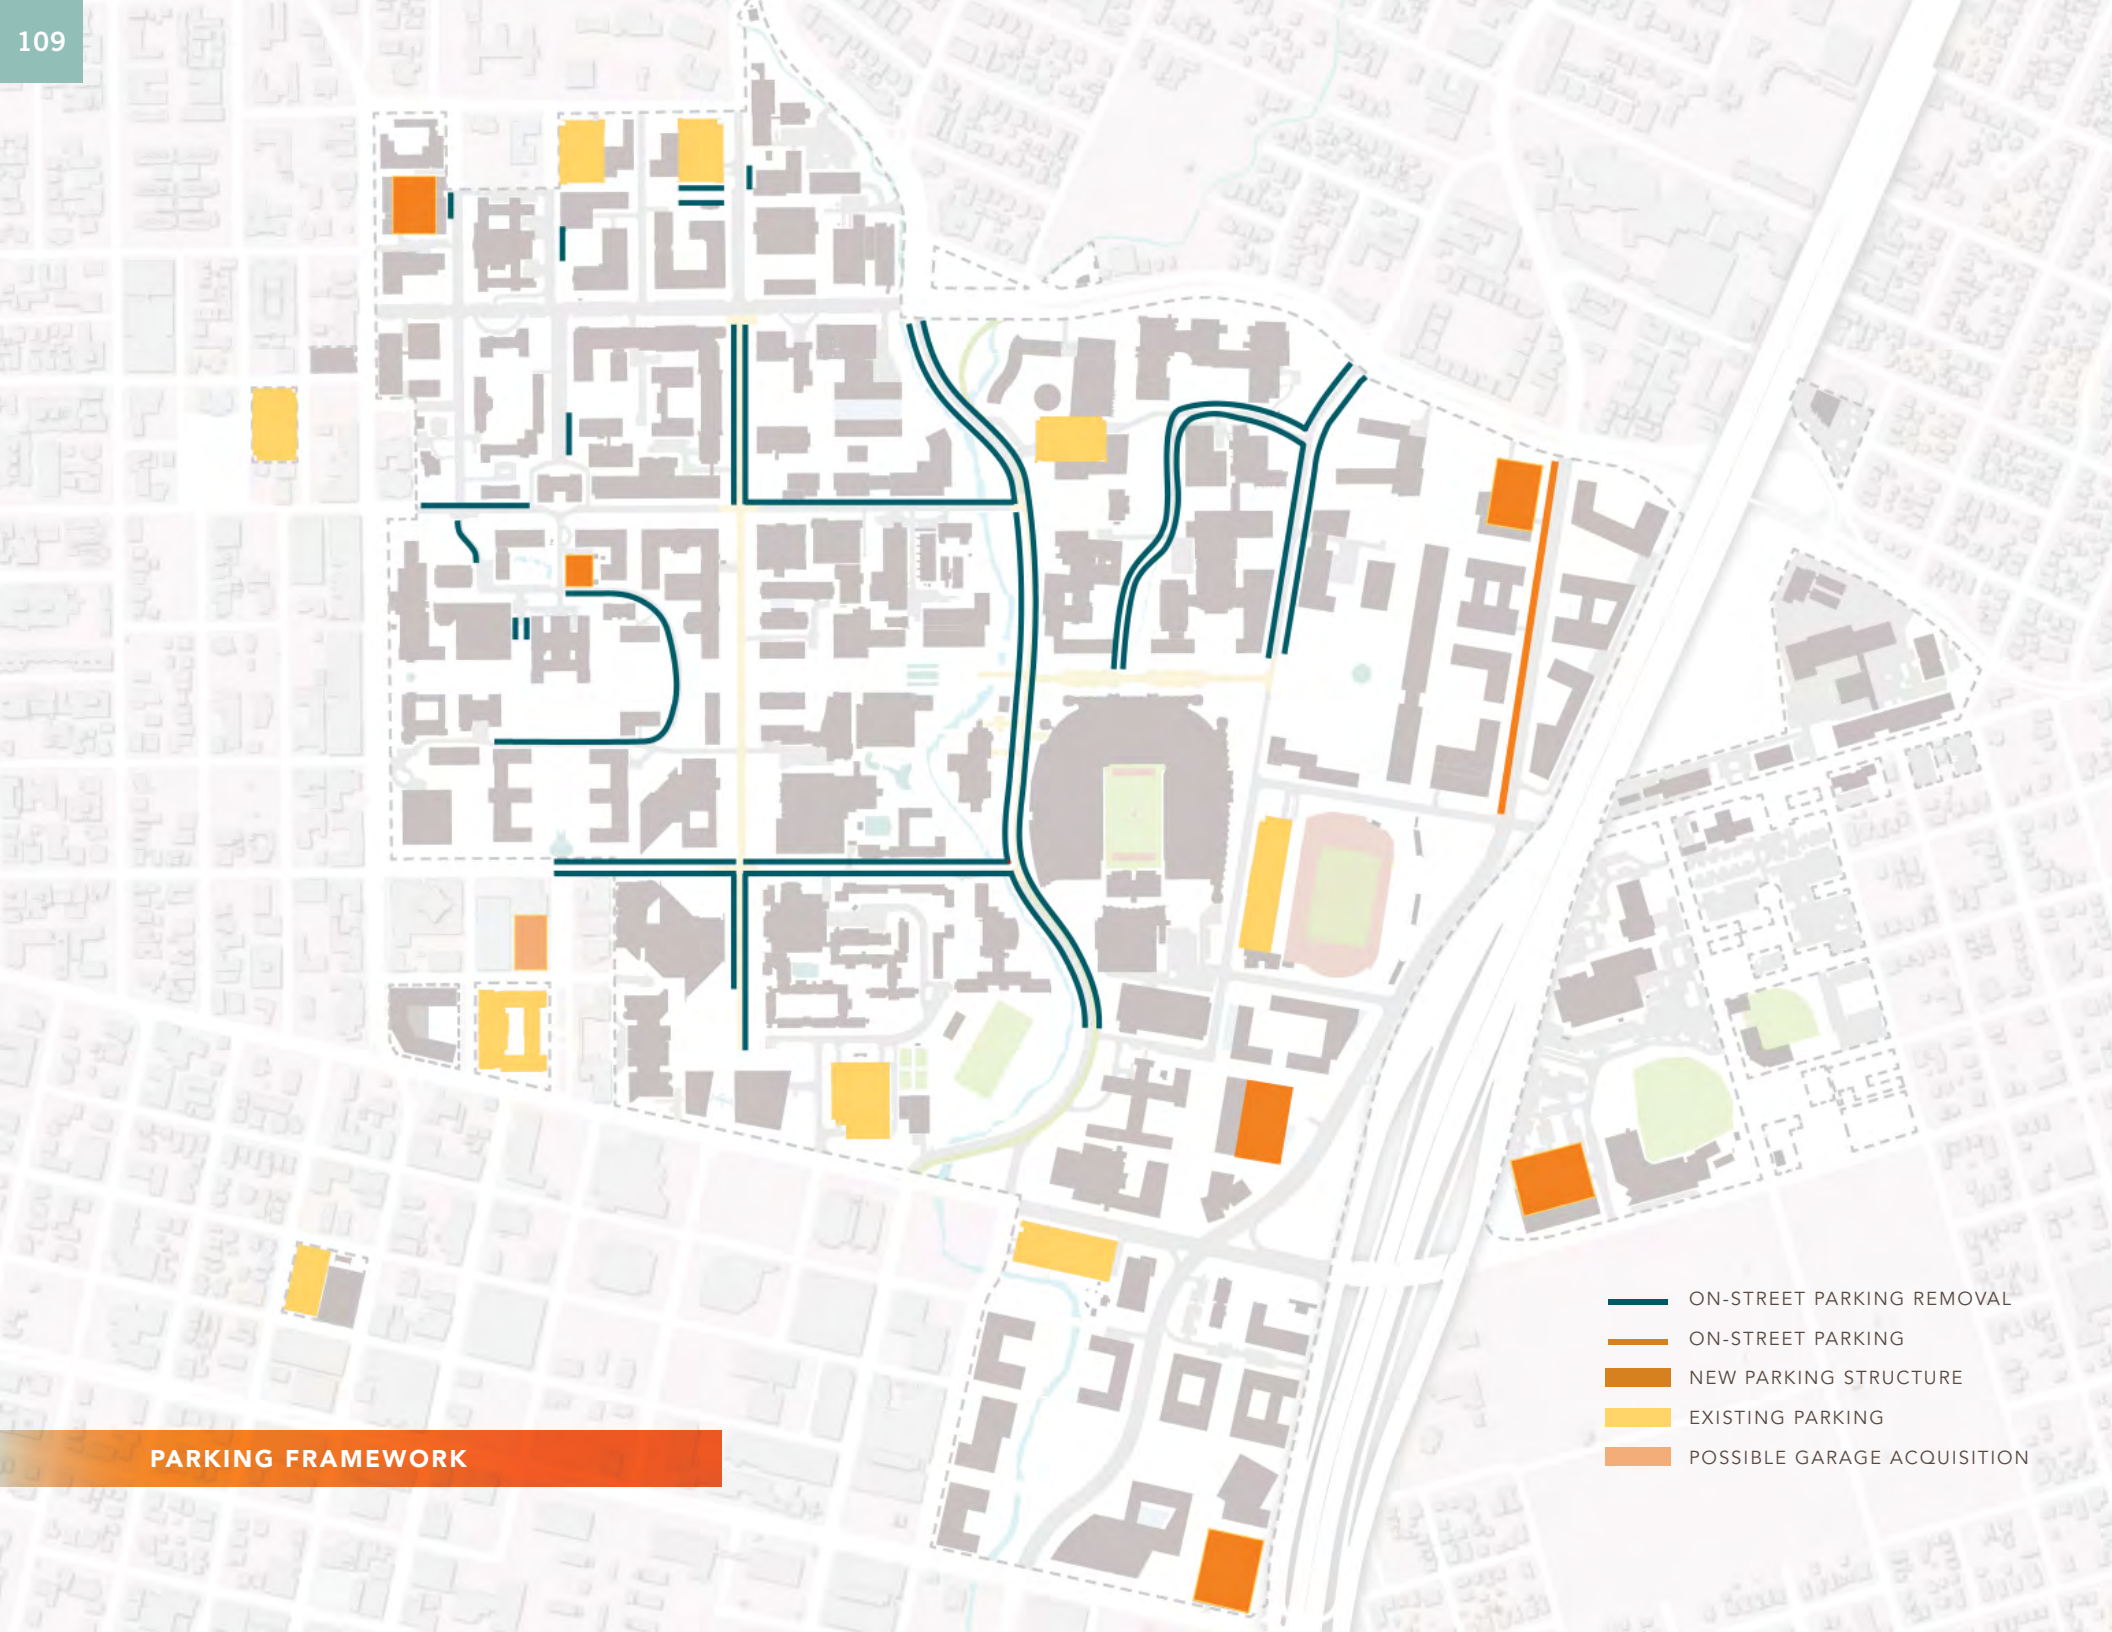 109
ON-STREET PARKING REMOVAL
ON-STREET PARKING
NEW PARKING STRUCTURE
EXISTING PARKING
POSSIBLE GARAGE ACQUISITION
PARKING FRAMEWORK